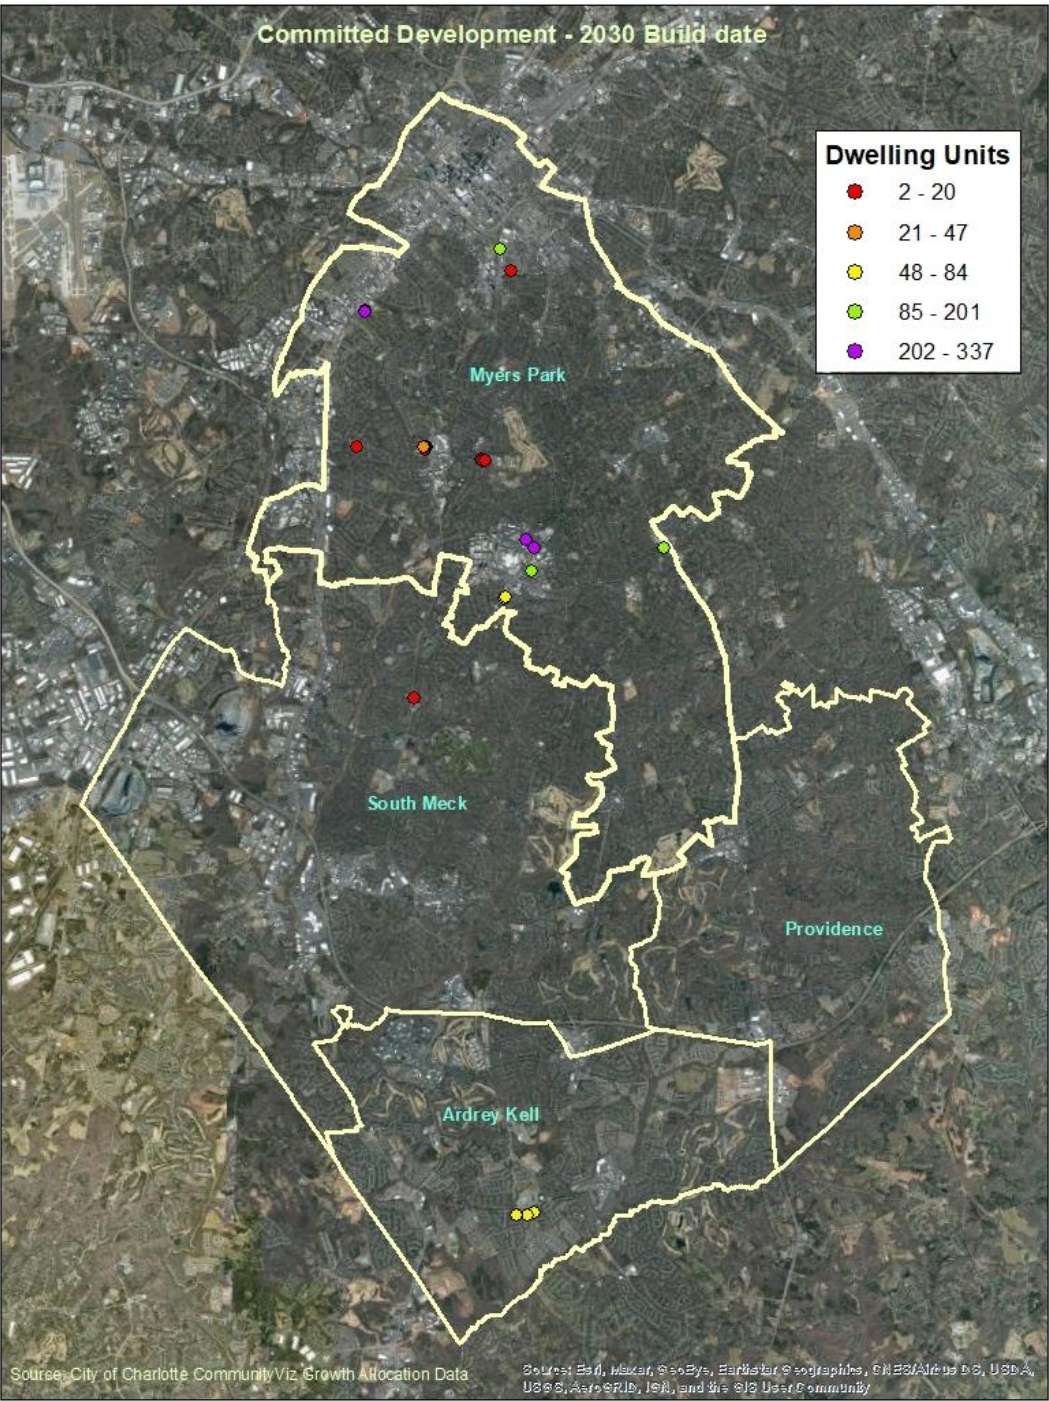 Committed Development - 2030 Build date
Dwelling Units
2 - 20
21 - 47
48 - 84
85 - 201
202 - 337
Myers Park
South Meck
Providence
Ardrey Kell
Source: City of Charlotte CommunityViz Growth Allocation Data
Source: Esri, Maxar, GeoEye, Earthstar Geographics, CNES/Airbus DS, USDA,
USGS, AeroGRID, IGN, and the GIS User Community